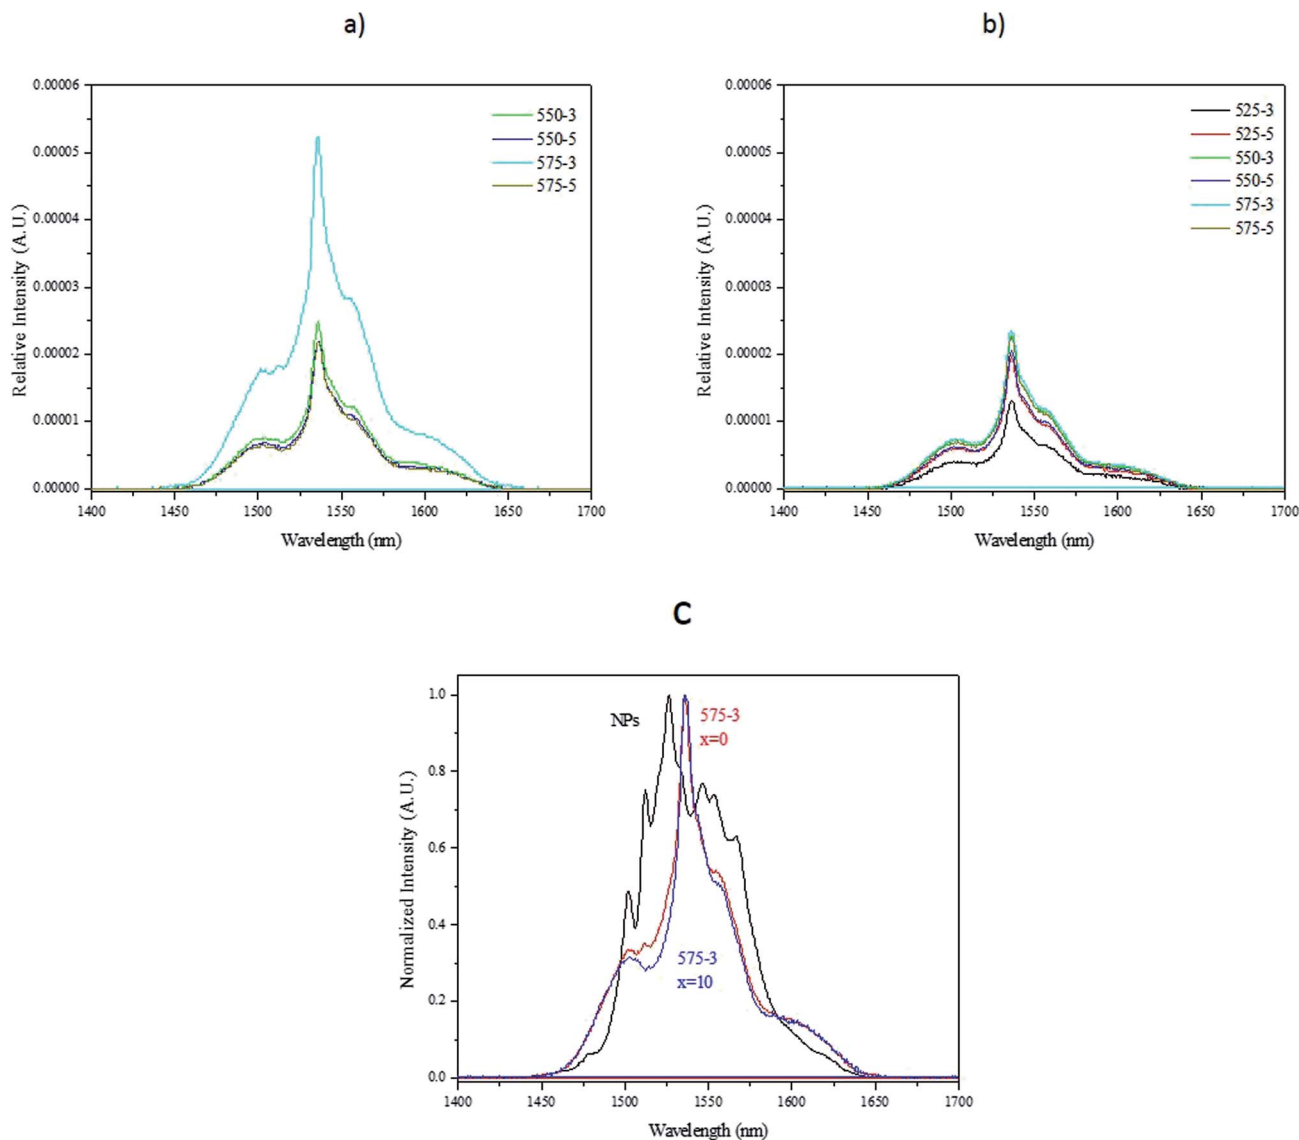 a)
0.00006
0.00005
0.00004
0.00003
0.00002
0.00001
0.00000
Relative Intensity (A.U.)
550-3
550-5
575-3
575-5
1400 1450 1500 1550 1600 1650 1700
Wavelength (nm)
b)
0.00006
0.00005
0.00004
0.00003
0.00002
0.00001
0.00000
Relative Intensity (A.U.)
525-3
525-5
550-3
550-5
575-3
575-5
1400 1450 1500 1550 1600 1650 1700
Wavelength (nm)
C
1.0
0.8
0.6
0.4
0.2
0.0
Normalized Intensity (A.U.)
NPs
575-3
x=0
575-3
x=10
1400 1450 1500 1550 1600 1650 1700
Wavelength (nm)